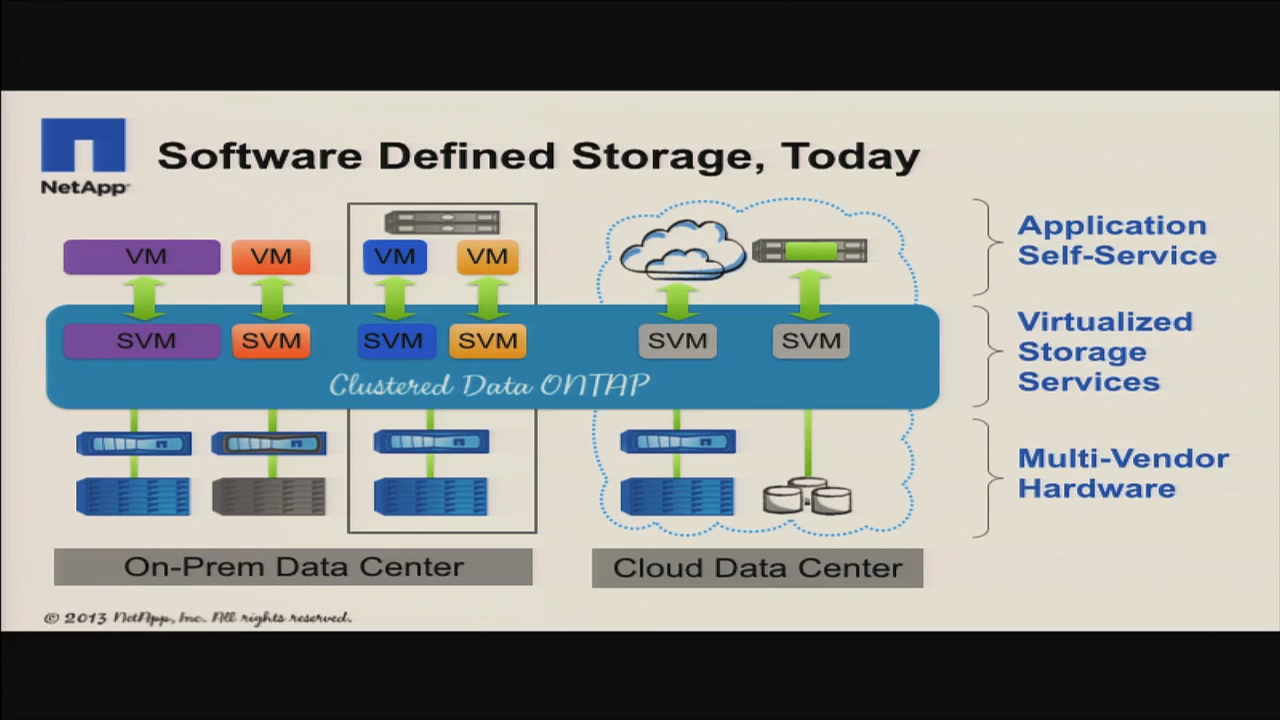 NetApp
Software Defined Storage, Today
VM VM VM VM
SVM SVM SVM SVM SVM SVM
Clustered Data ONTAP
Application
Self-Service
Virtualized
Storage
Services
Multi-Vendor
Hardware
On-Prem Data Center
Cloud Data Center
© 2013 NetApp, Inc. All rights reserved.